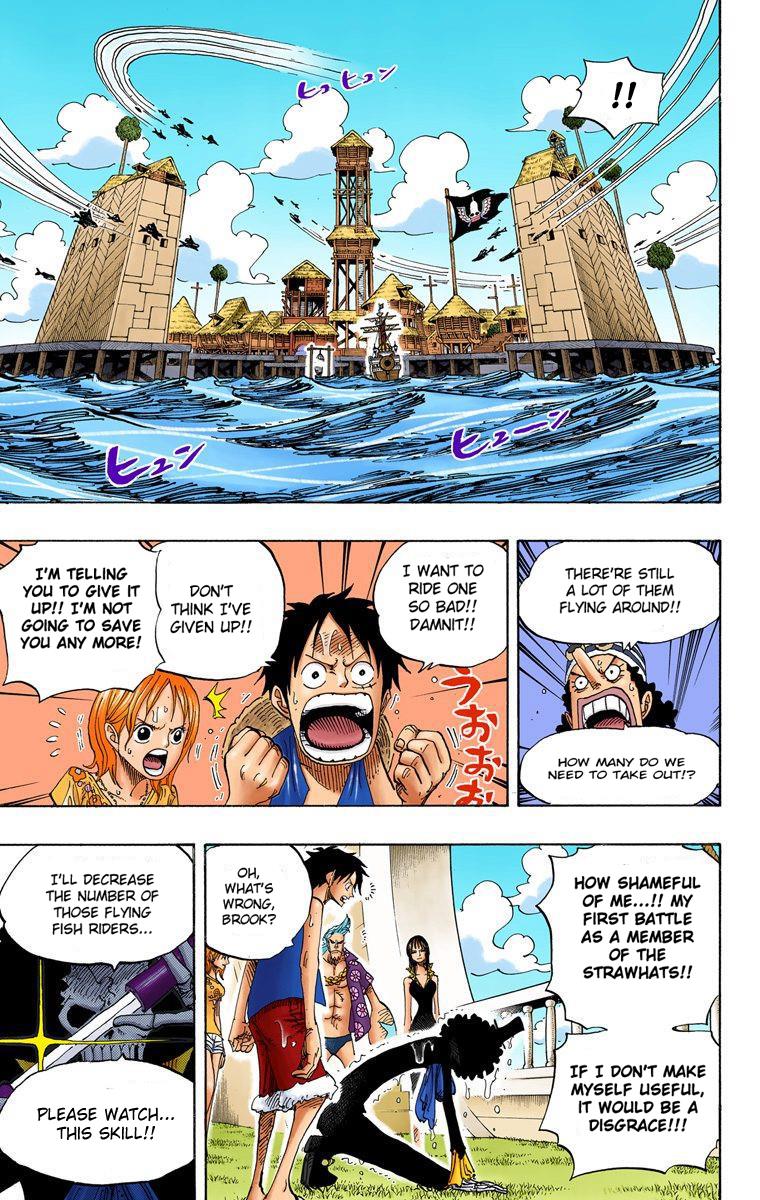 ヒュ ヒュン
!!
ヒュン
ヒューン
THERE'RE STILL
A LOT OF THEM
FLYING AROUND!!
HOW MANY DO WE
NEED TO TAKE OUT!?
I WANT TO
RIDE ONE
SO BAD!!
DAMNIT!!
うおおお
DON'T
THINK I'VE
GIVEN UP!!
I'M TELLING
YOU TO GIVE IT
UP!! I'M NOT
GOING TO SAVE
YOU ANY MORE!
HOW SHAMEFUL
OF ME...!! MY
FIRST BATTLE
AS A MEMBER
OF THE
STRAWHATS!!
IF I DON'T MAKE
MYSELF USEFUL,
IT WOULD BE A
DISGRACE!!!
OH,
WHAT'S
WRONG,
BROOK?
I'LL DECREASE
THE NUMBER OF
THOSE FLYING
FISH RIDERS...
PLEASE WATCH...
THIS SKILL!!